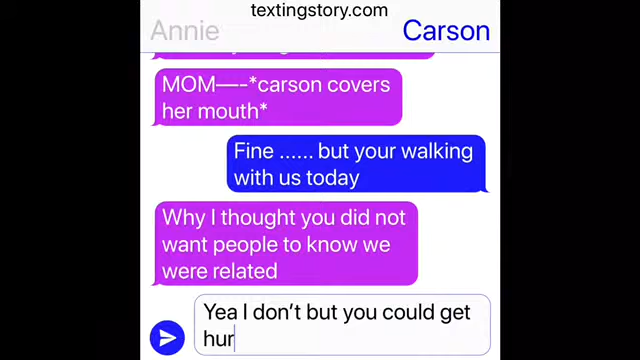 textingstory.com
Annie Carson
MOM—-*carson covers
her mouth*
Fine ...... but your walking
with us today
Why I thought you did not
want people to know we
were related
Yea I don't but you could get
hur